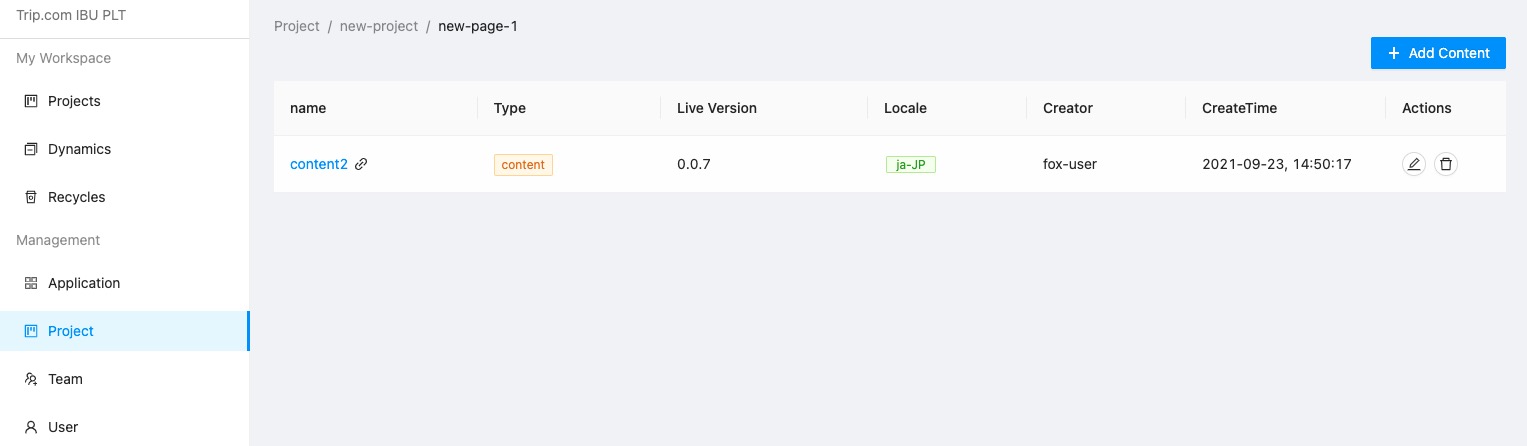 Trip.com IBU PLT
My Workspace
Projects
Dynamics
Recycles
Management
Application
Project
Team
User
Project / new-project / new-page-1
+ Add Content
name Type Live Version Locale Creator CreateTime Actions
content2 content 0.0.7 ja-JP fox-user 2021-09-23, 14:50:17